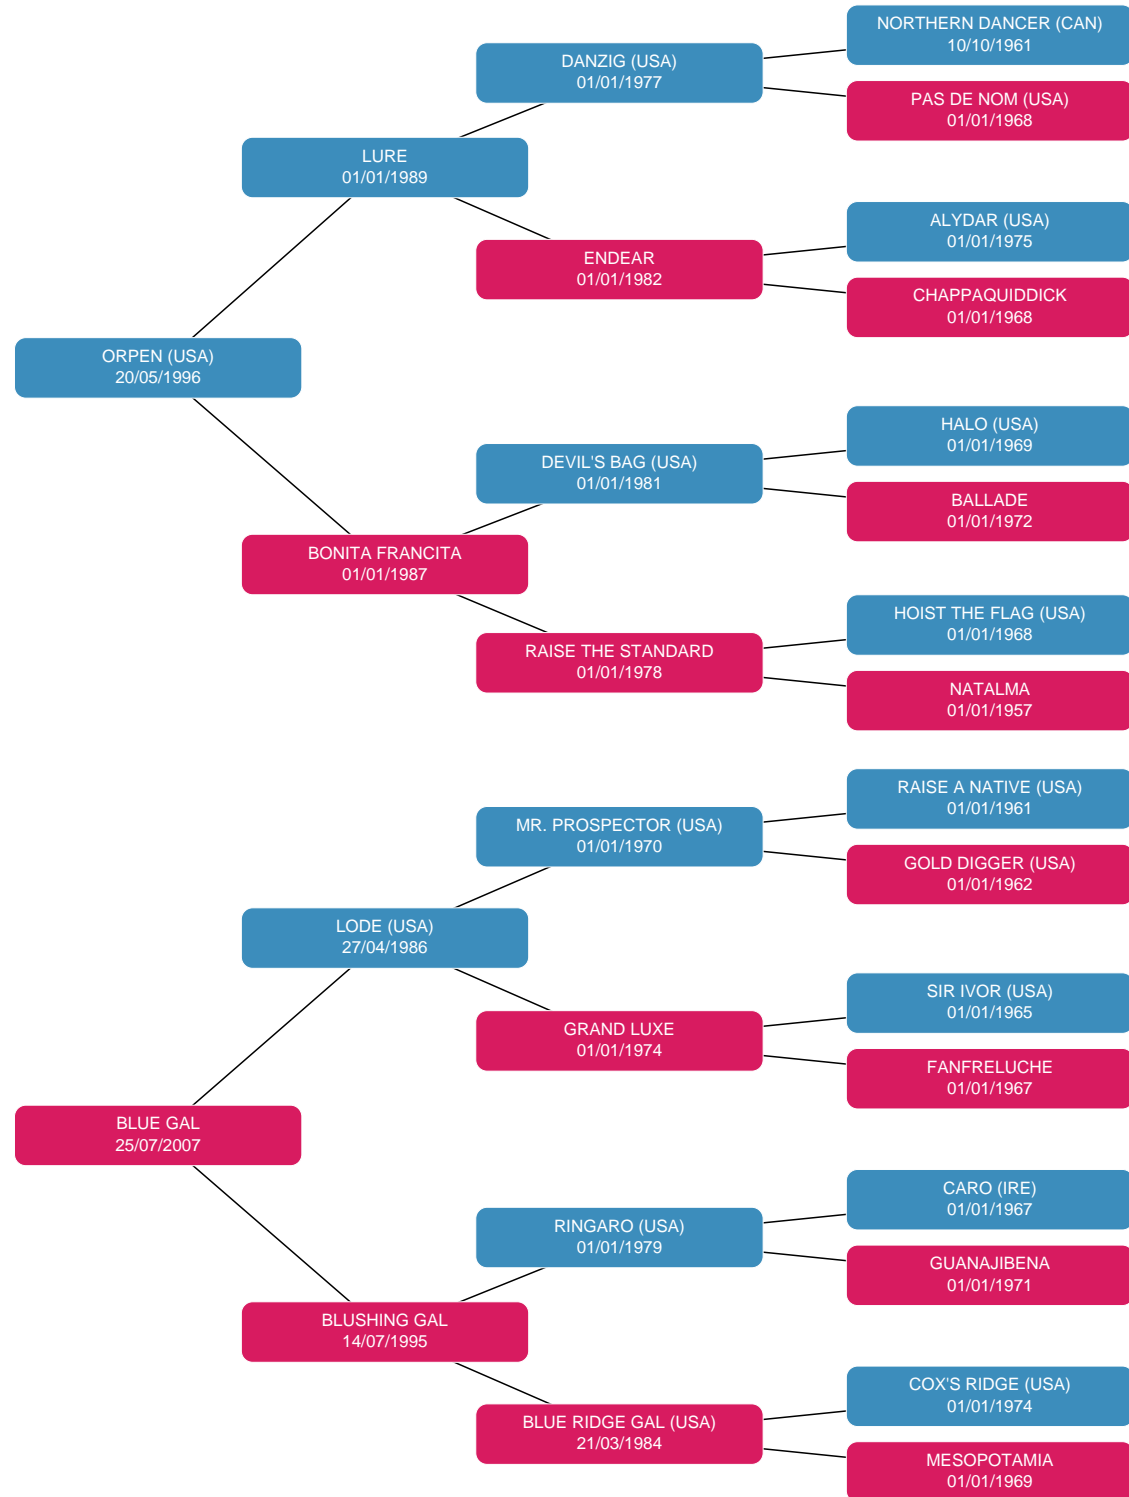 NORTHERN DANCER (CAN)
10/10/1961
DANZIG (USA)
01/01/1977
PAS DE NOM (USA)
01/01/1968
LURE
01/01/1989
ALYDAR (USA)
01/01/1975
ENDEAR
01/01/1982
CHAPPAQUIDDICK
01/01/1968
ORPEN (USA)
20/05/1996
HALO (USA)
01/01/1969
DEVIL'S BAG (USA)
01/01/1981
BALLADE
01/01/1972
BONITA FRANCITA
01/01/1987
HOIST THE FLAG (USA)
01/01/1968
RAISE THE STANDARD
01/01/1978
NATALMA
01/01/1957
RAISE A NATIVE (USA)
01/01/1961
MR. PROSPECTOR (USA)
01/01/1970
GOLD DIGGER (USA)
01/01/1962
LODE (USA)
27/04/1986
SIR IVOR (USA)
01/01/1965
GRAND LUXE
01/01/1974
FANFRELUCHE
01/01/1967
BLUE GAL
25/07/2007
CARO (IRE)
01/01/1967
RINGARO (USA)
01/01/1979
GUANAJIBENA
01/01/1971
BLUSHING GAL
14/07/1995
COX'S RIDGE (USA)
01/01/1974
BLUE RIDGE GAL (USA)
21/03/1984
MESOPOTAMIA
01/01/1969